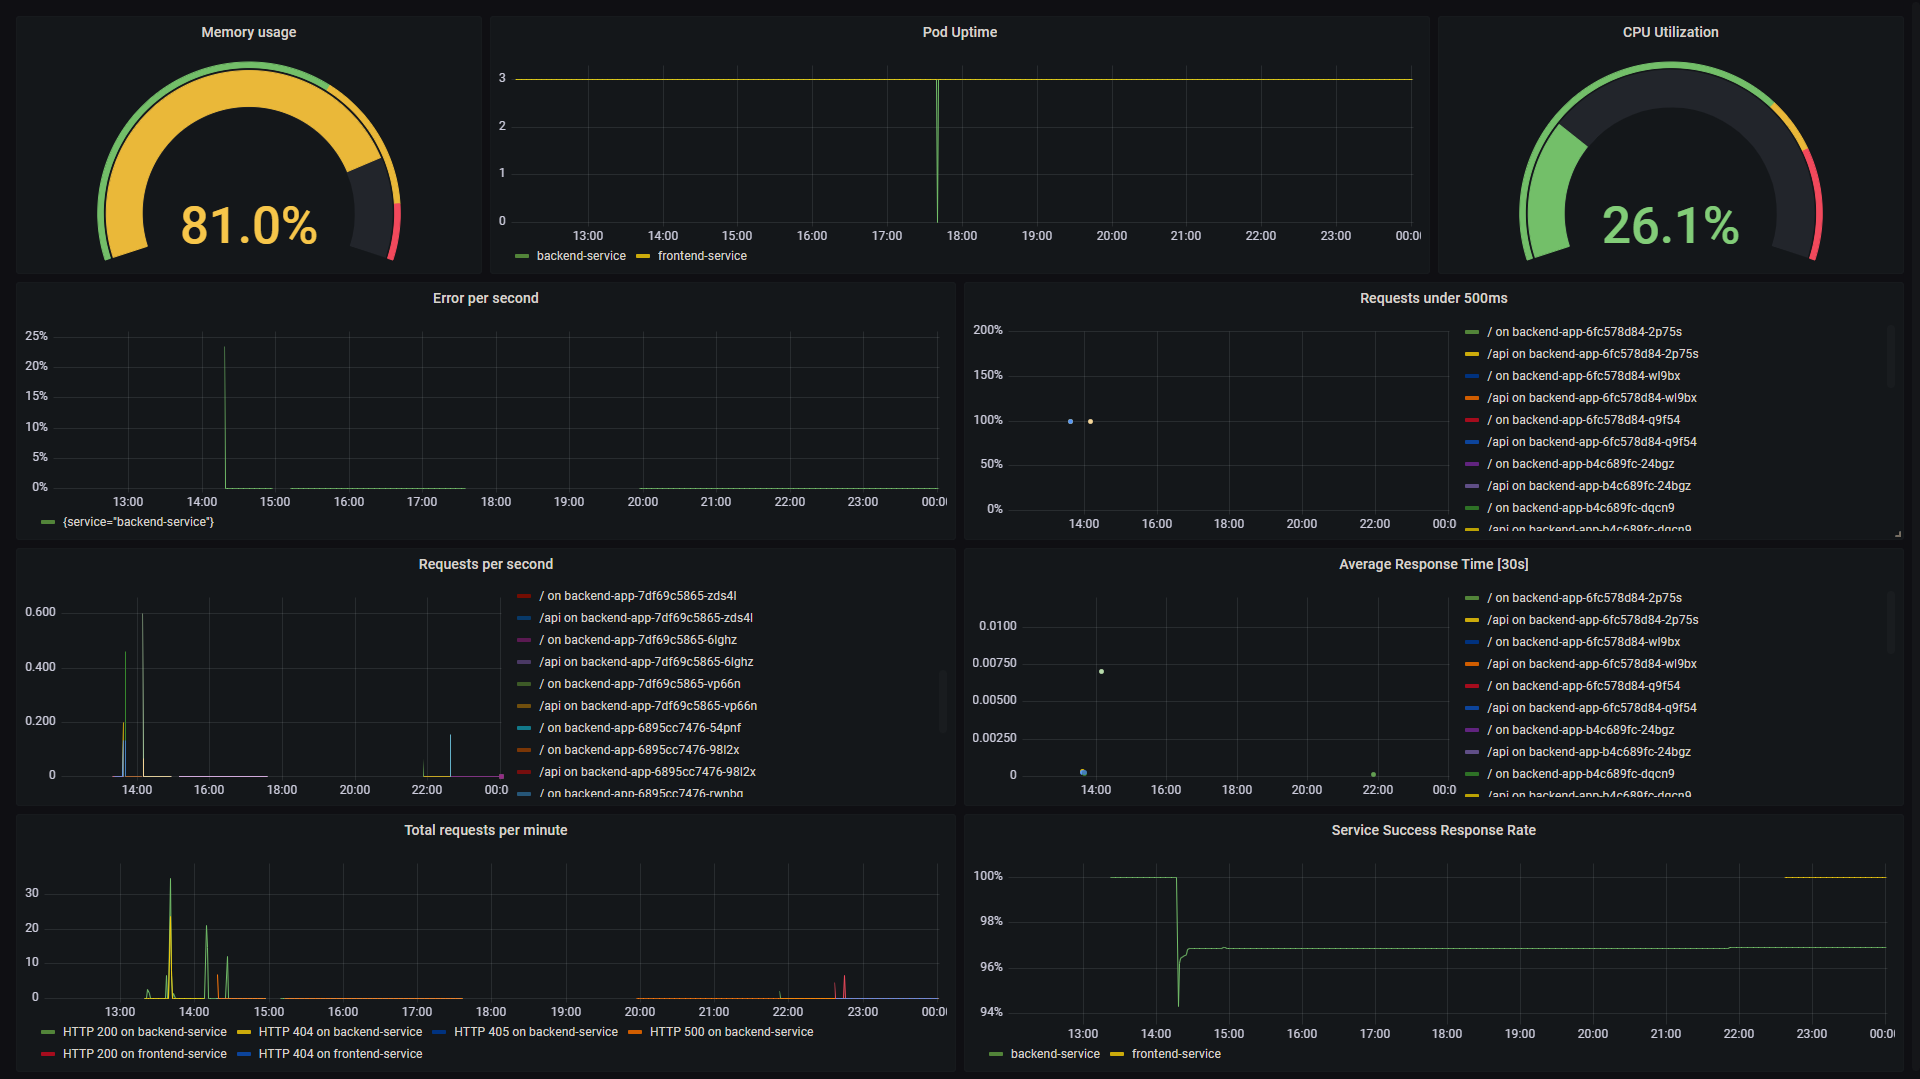 Memory usage
81.0%
Pod Uptime
3
2
1
0
13:00 14:00 15:00 16:00 17:00 18:00 19:00 20:00 21:00 22:00 23:00 00:0
backend-service frontend-service
CPU Utilization
26.1%
Error per second
25%
20%
15%
10%
5%
0%
13:00 14:00 15:00 16:00 17:00 18:00 19:00 20:00 21:00 22:00 23:00 00:0
{service="backend-service"}
Requests under 500ms
200%
150%
100%
50%
0%
14:00 16:00 18:00 20:00 22:00 00:0
/ on backend-app-6fc578d84-2p75s
/api on backend-app-6fc578d84-2p75s
/ on backend-app-6fc578d84-wl9bx
/api on backend-app-6fc578d84-wl9bx
/ on backend-app-6fc578d84-q9f54
/api on backend-app-6fc578d84-q9f54
/ on backend-app-b4c689fc-24bgz
/api on backend-app-b4c689fc-24bgz
/ on backend-app-b4c689fc-dqcn9
/api on backend-app-b4c689fc-dqcn9
Requests per second
0.600
0.400
0.200
0
14:00 16:00 18:00 20:00 22:00 00:0
/ on backend-app-7df69c5865-zds4l
/api on backend-app-7df69c5865-zds4l
/ on backend-app-7df69c5865-6lghz
/api on backend-app-7df69c5865-6lghz
/ on backend-app-7df69c5865-vp66n
/api on backend-app-7df69c5865-vp66n
/ on backend-app-6895cc7476-54pnf
/ on backend-app-6895cc7476-98l2x
/api on backend-app-6895cc7476-98l2x
/ on backend-app-6895cc7476-rwnbg
Average Response Time [30s]
0.0100
0.00750
0.00500
0.00250
0
14:00 16:00 18:00 20:00 22:00 00:0
/ on backend-app-6fc578d84-2p75s
/api on backend-app-6fc578d84-2p75s
/ on backend-app-6fc578d84-wl9bx
/api on backend-app-6fc578d84-wl9bx
/ on backend-app-6fc578d84-q9f54
/api on backend-app-6fc578d84-q9f54
/ on backend-app-b4c689fc-24bgz
/api on backend-app-b4c689fc-24bgz
/ on backend-app-b4c689fc-dqcn9
/api on backend-app-b4c689fc-dqcn9
Total requests per minute
30
20
10
0
13:00 14:00 15:00 16:00 17:00 18:00 19:00 20:00 21:00 22:00 23:00 00:0
HTTP 200 on backend-service HTTP 404 on backend-service HTTP 405 on backend-service HTTP 500 on backend-service
HTTP 200 on frontend-service HTTP 404 on frontend-service
Service Success Response Rate
100%
98%
96%
94%
13:00 14:00 15:00 16:00 17:00 18:00 19:00 20:00 21:00 22:00 23:00 00:0
backend-service frontend-service